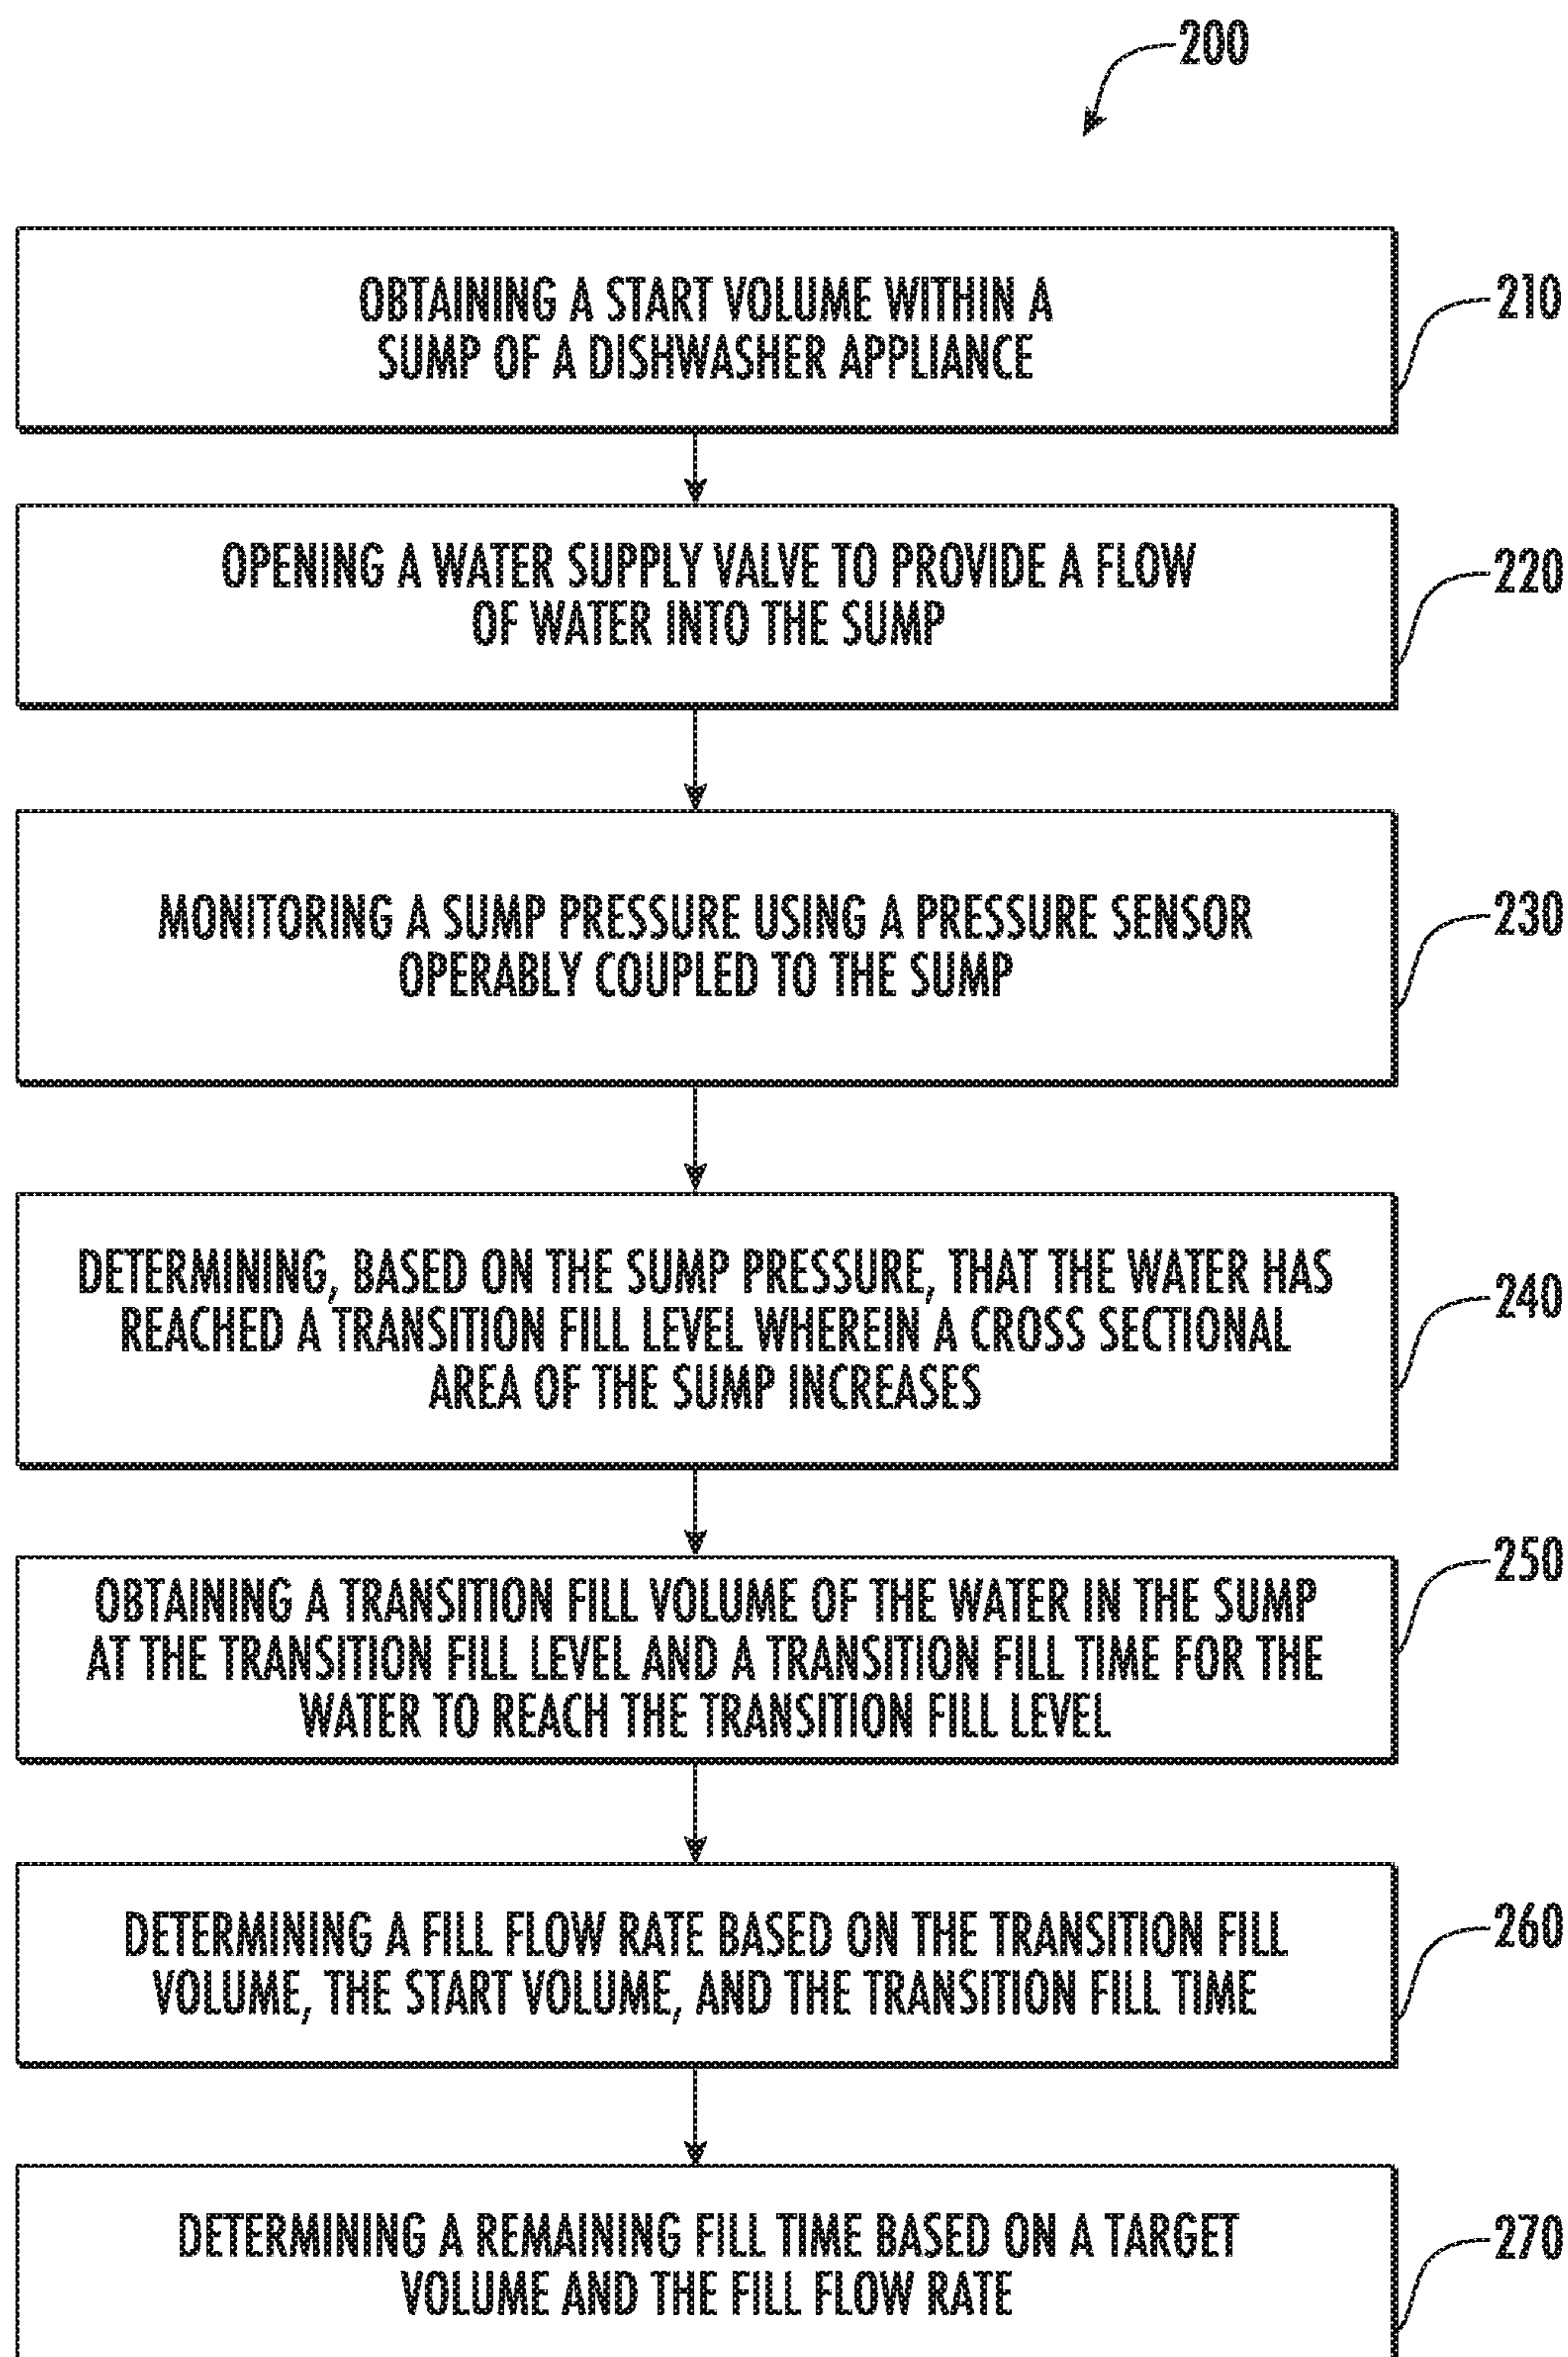 200
OBTAINING A START VOLUME WITHIN A
SUMP OF A DISHWASHER APPLIANCE
210
OPENING A WATER SUPPLY VALVE TO PROVIDE A FLOW
OF WATER INTO THE SUMP
220
MONITORING A SUMP PRESSURE USING A PRESSURE SENSOR
OPERABLY COUPLED TO THE SUMP
230
DETERMINING, BASED ON THE SUMP PRESSURE, THAT THE WATER HAS
REACHED A TRANSITION FILL LEVEL WHEREIN A CROSS SECTIONAL
AREA OF THE SUMP INCREASES
240
OBTAINING A TRANSITION FILL VOLUME OF THE WATER IN THE SUMP
AT THE TRANSITION FILL LEVEL AND A TRANSITION FILL TIME FOR THE
WATER TO REACH THE TRANSITION FILL LEVEL
250
DETERMINING A FILL FLOW RATE BASED ON THE TRANSITION FILL
VOLUME, THE START VOLUME, AND THE TRANSITION FILL TIME
260
DETERMINING A REMAINING FILL TIME BASED ON A TARGET
VOLUME AND THE FILL FLOW RATE
270